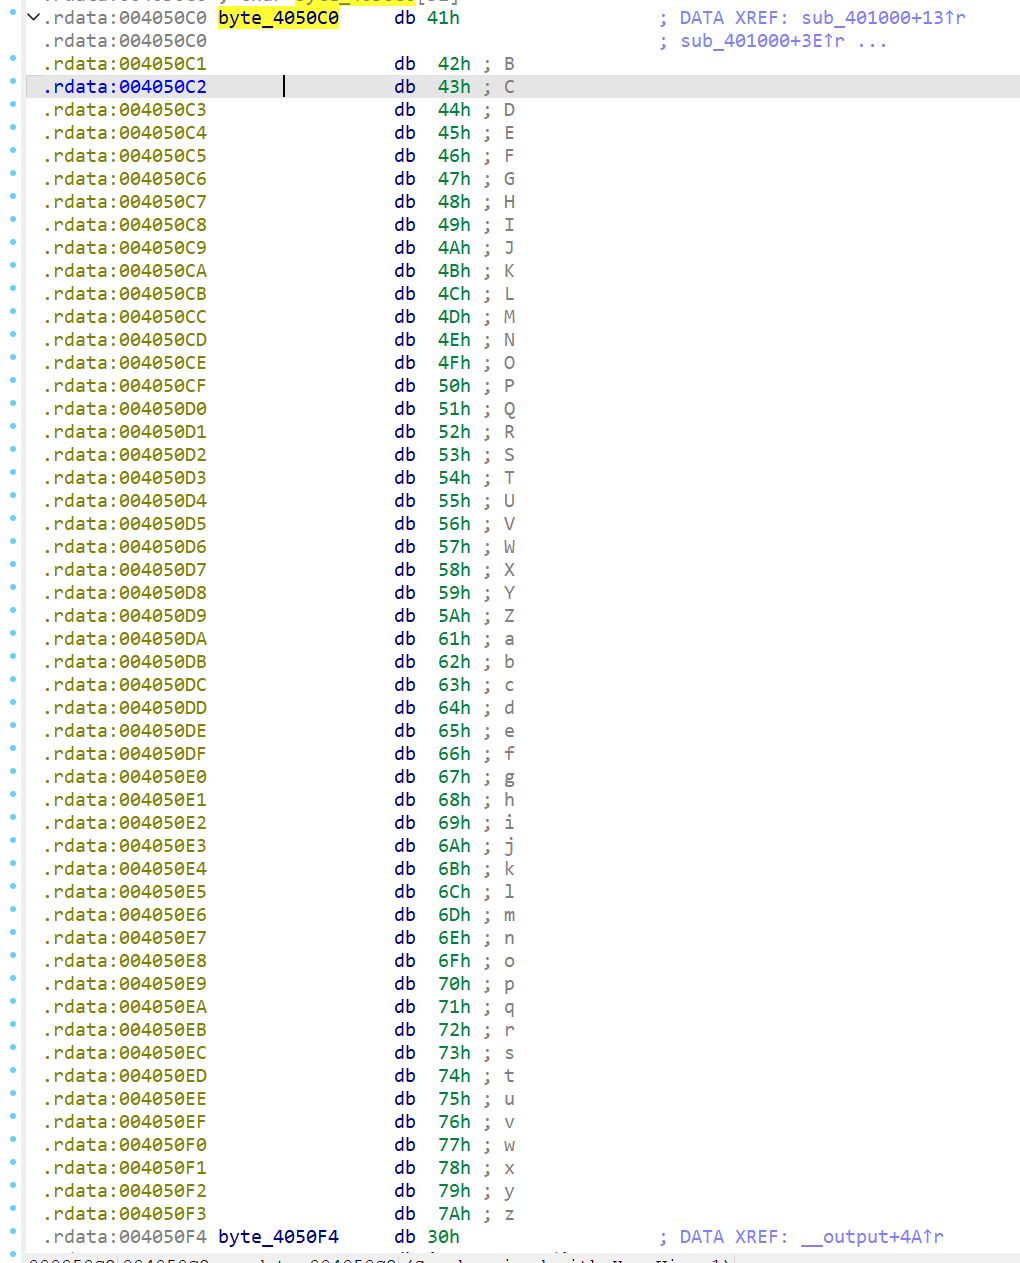 .rdata:004050C0 byte_4050C0 db 41h ; DATA XREF: sub_401000+13↑r
.rdata:004050C0 ; sub_401000+3E↑r ...
.rdata:004050C1 db 42h ; B
.rdata:004050C2 db 43h ; C
.rdata:004050C3 db 44h ; D
.rdata:004050C4 db 45h ; E
.rdata:004050C5 db 46h ; F
.rdata:004050C6 db 47h ; G
.rdata:004050C7 db 48h ; H
.rdata:004050C8 db 49h ; I
.rdata:004050C9 db 4Ah ; J
.rdata:004050CA db 4Bh ; K
.rdata:004050CB db 4Ch ; L
.rdata:004050CC db 4Dh ; M
.rdata:004050CD db 4Eh ; N
.rdata:004050CE db 4Fh ; O
.rdata:004050CF db 50h ; P
.rdata:004050D0 db 51h ; Q
.rdata:004050D1 db 52h ; R
.rdata:004050D2 db 53h ; S
.rdata:004050D3 db 54h ; T
.rdata:004050D4 db 55h ; U
.rdata:004050D5 db 56h ; V
.rdata:004050D6 db 57h ; W
.rdata:004050D7 db 58h ; X
.rdata:004050D8 db 59h ; Y
.rdata:004050D9 db 5Ah ; Z
.rdata:004050DA db 61h ; a
.rdata:004050DB db 62h ; b
.rdata:004050DC db 63h ; c
.rdata:004050DD db 64h ; d
.rdata:004050DE db 65h ; e
.rdata:004050DF db 66h ; f
.rdata:004050E0 db 67h ; g
.rdata:004050E1 db 68h ; h
.rdata:004050E2 db 69h ; i
.rdata:004050E3 db 6Ah ; j
.rdata:004050E4 db 6Bh ; k
.rdata:004050E5 db 6Ch ; l
.rdata:004050E6 db 6Dh ; m
.rdata:004050E7 db 6Eh ; n
.rdata:004050E8 db 6Fh ; o
.rdata:004050E9 db 70h ; p
.rdata:004050EA db 71h ; q
.rdata:004050EB db 72h ; r
.rdata:004050EC db 73h ; s
.rdata:004050ED db 74h ; t
.rdata:004050EE db 75h ; u
.rdata:004050EF db 76h ; v
.rdata:004050F0 db 77h ; w
.rdata:004050F1 db 78h ; x
.rdata:004050F2 db 79h ; y
.rdata:004050F3 db 7Ah ; z
.rdata:004050F4 byte_4050F4 db 30h ; DATA XREF: __output+4A↑r